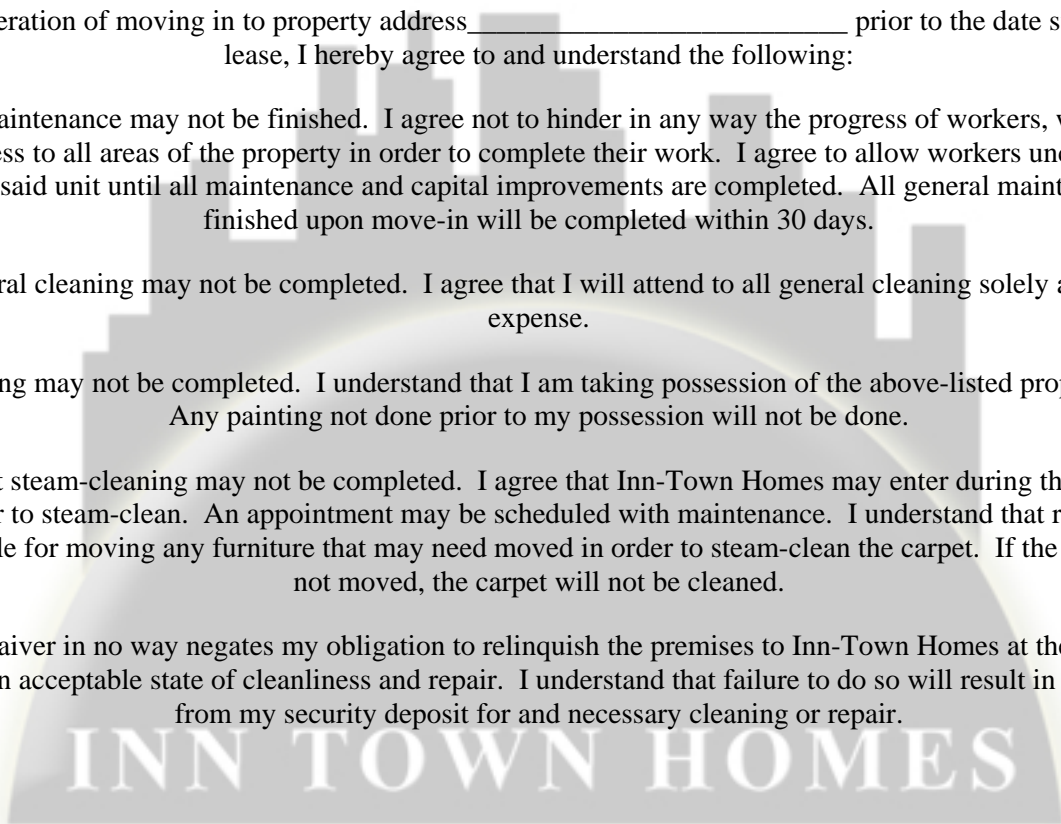 eration of moving in to property address__________________________ prior to the date s
lease, I hereby agree to and understand the following:
aintenance may not be finished. I agree not to hinder in any way the progress of workers, w
ess to all areas of the property in order to complete their work. I agree to allow workers und
said unit until all maintenance and capital improvements are completed. All general maint
finished upon move-in will be completed within 30 days.
ral cleaning may not be completed. I agree that I will attend to all general cleaning solely a
expense.
ng may not be completed. I understand that I am taking possession of the above-listed prop
Any painting not done prior to my possession will not be done.
t steam-cleaning may not be completed. I agree that Inn-Town Homes may enter during th
r to steam-clean. An appointment may be scheduled with maintenance. I understand that r
le for moving any furniture that may need moved in order to steam-clean the carpet. If the
not moved, the carpet will not be cleaned.
aiver in no way negates my obligation to relinquish the premises to Inn-Town Homes at the
n acceptable state of cleanliness and repair. I understand that failure to do so will result in
from my security deposit for and necessary cleaning or repair.
INN TOWN HOMES